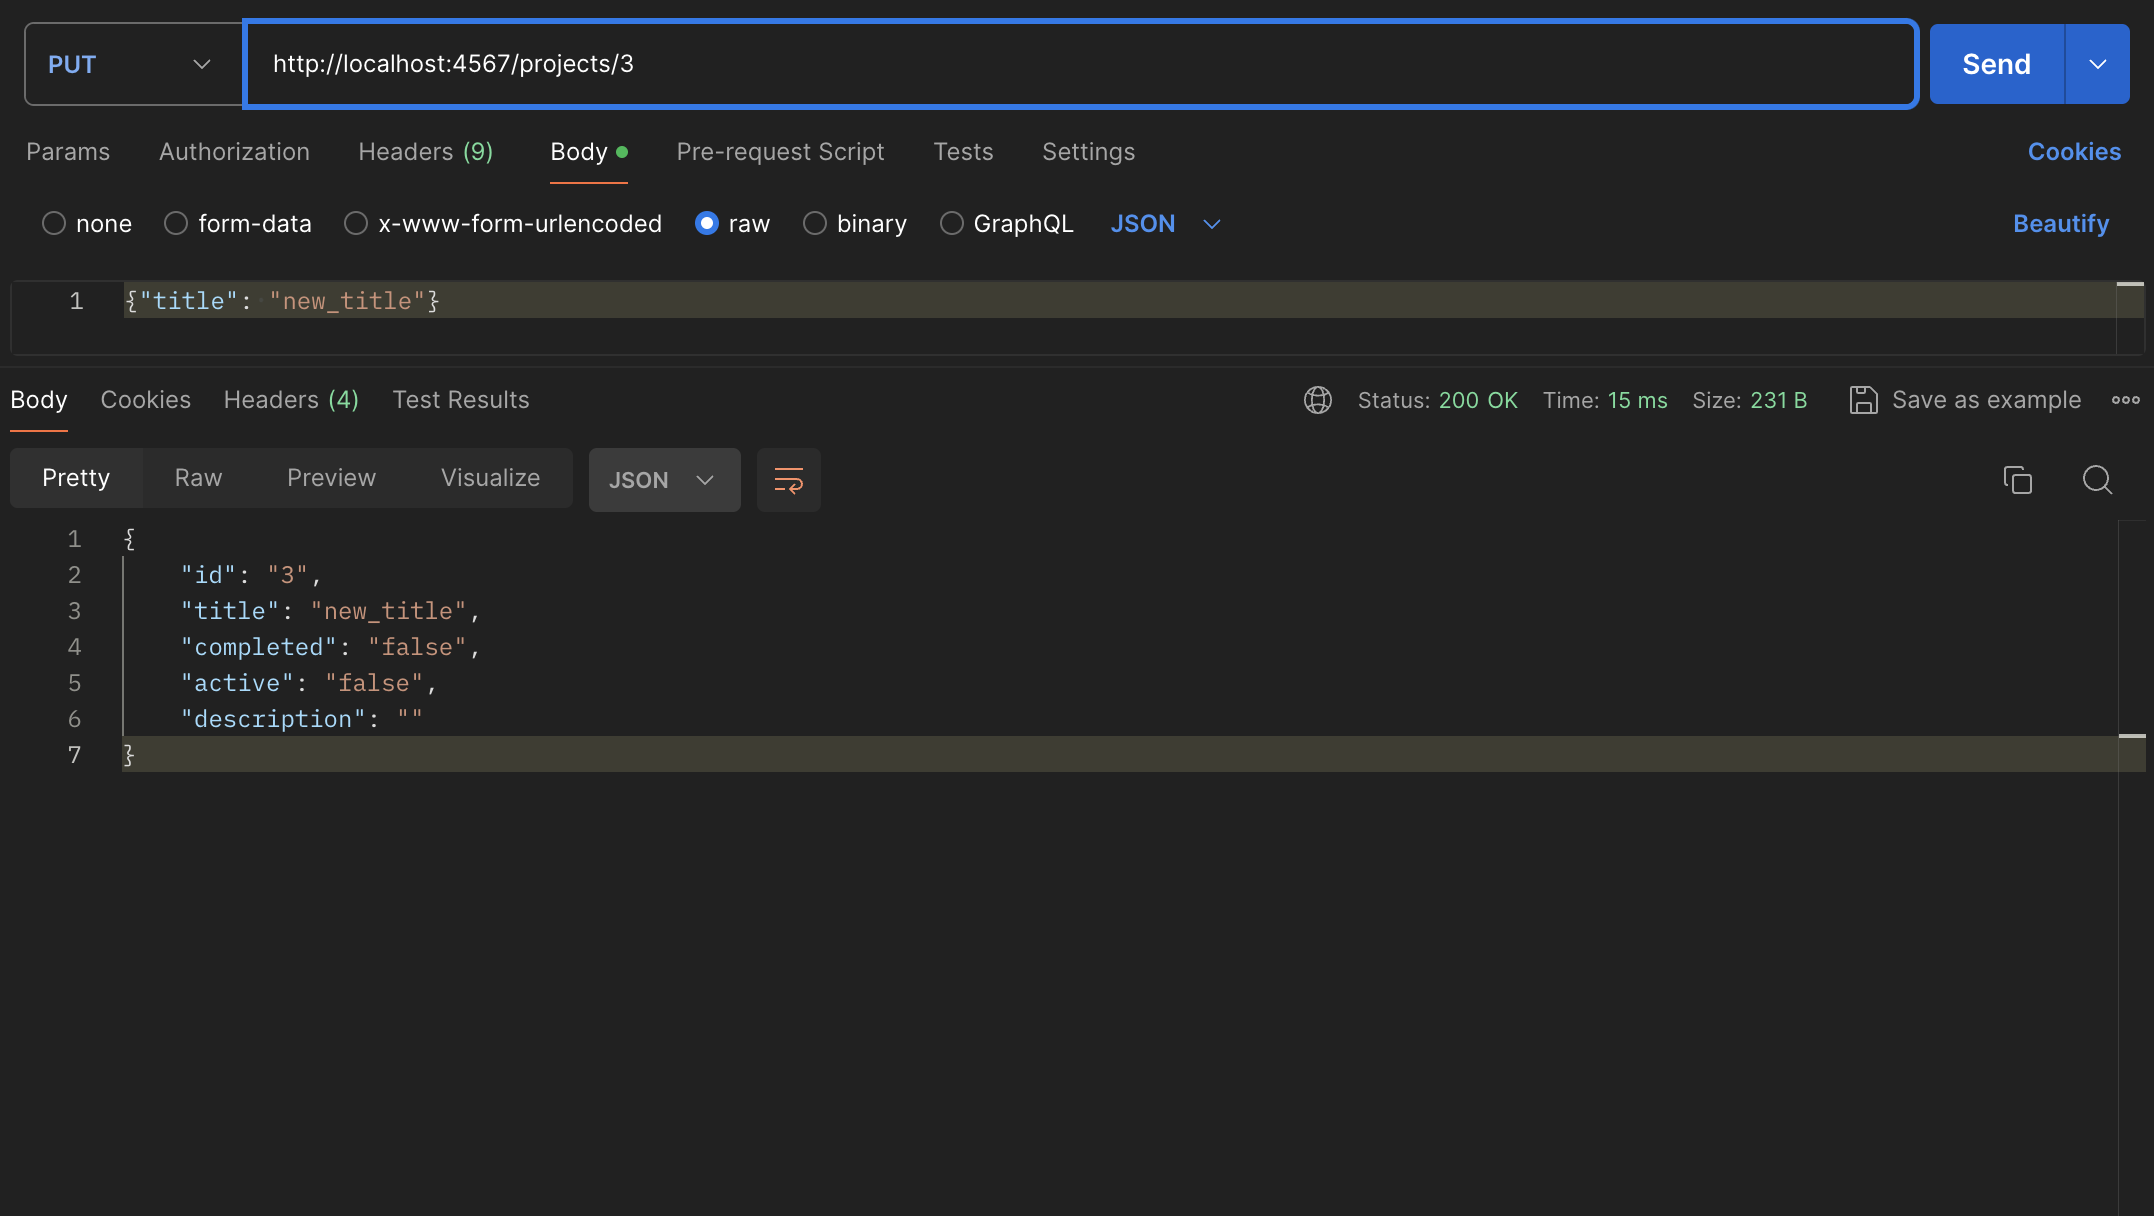 PUT http://localhost:4567/projects/3 Send
Params Authorization Headers (9) Body Pre-request Script Tests Settings Cookies
none form-data x-www-form-urlencoded raw binary GraphQL JSON Beautify
1 {"title": "new_title"}
Body Cookies Headers (4) Test Results Status: 200 OK Time: 15 ms Size: 231 B Save as example
Pretty Raw Preview Visualize JSON
1 {
2 "id": "3",
3 "title": "new_title",
4 "completed": "false",
5 "active": "false",
6 "description": ""
7 }